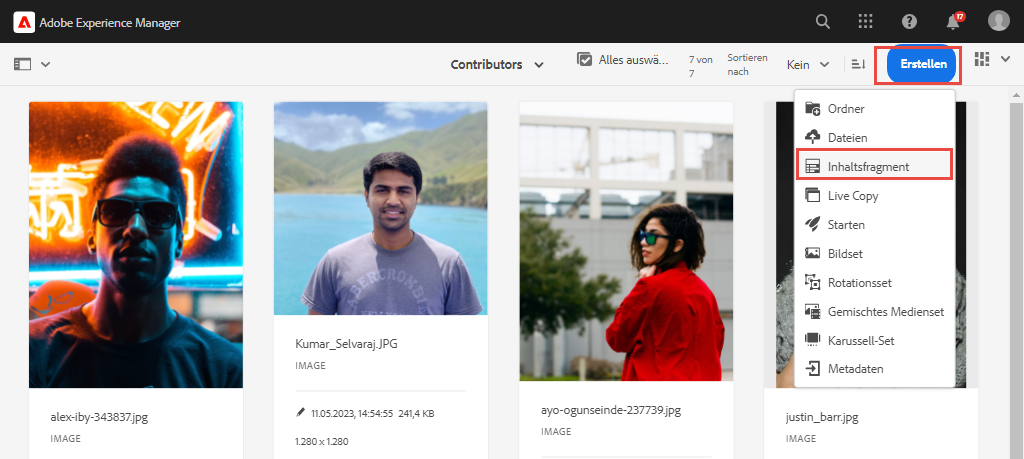 Adobe Experience Manager
17
Contributors
Alles auswä...
7 von
7
Sortieren
nach
Kein
Erstellen
Ordner
Dateien
Inhaltsfragment
Live Copy
Starten
Bildset
Rotationsset
Gemischtes Medienset
Karussell-Set
Metadaten
ABERCROMBIE
alex-iby-343837.jpg
IMAGE
Kumar_Selvaraj.JPG
IMAGE
11.05.2023, 14:54:55 241,4 KB
1.280 x 1.280
ayo-ogunseinde-237739.jpg
IMAGE
justin_barr.jpg
IMAGE